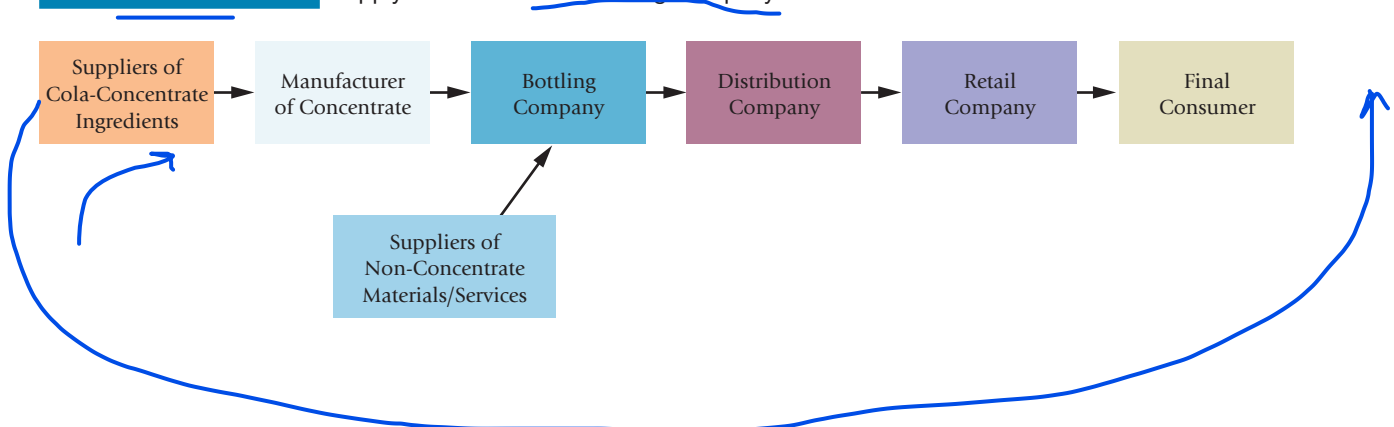 Suppliers of
Cola-Concentrate
Ingredients
Manufacturer
of Concentrate
Bottling
Company
Distribution
Company
Retail
Company
Final
Consumer
Suppliers of
Non-Concentrate
Materials/Services